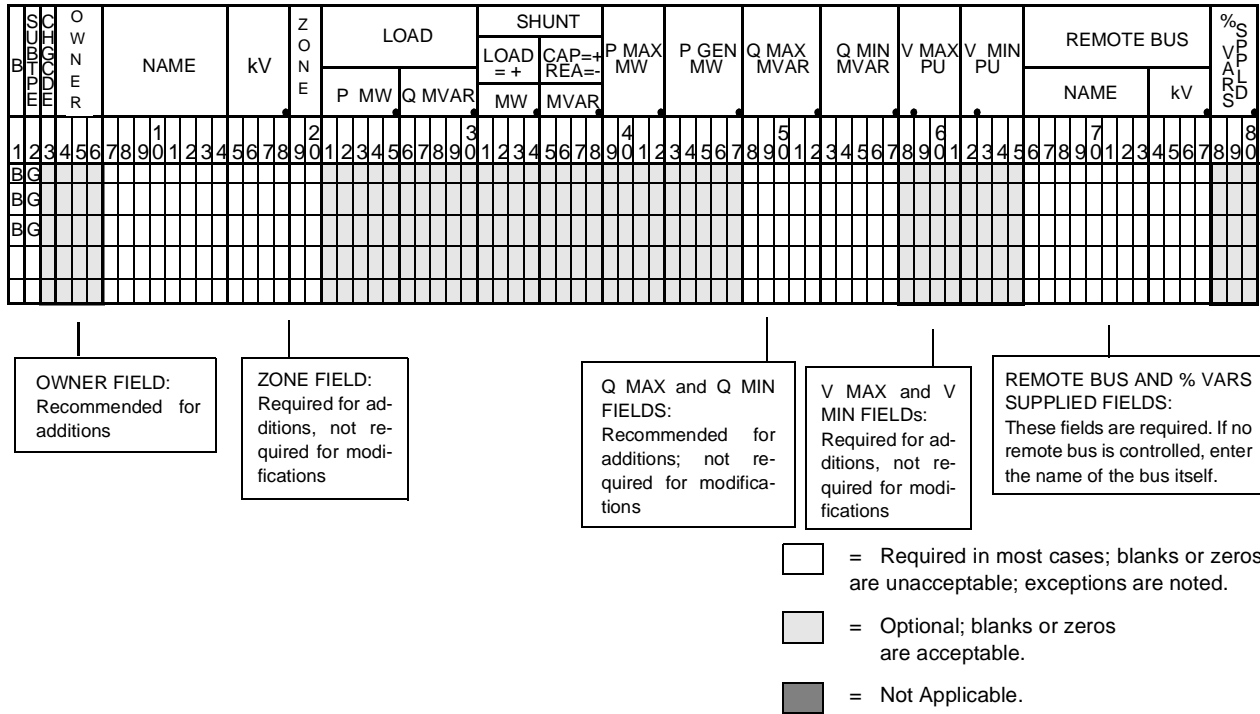 B
SUBTPE
CHGCDE
OWNER
NAME
kV
ZONE
LOAD
P MW
Q MVAR
SHUNT
LOAD
= +
MW
CAP=+
REA=-
MVAR
P MAX
MW
P GEN
MW
Q MAX
MVAR
Q MIN
MVAR
V MAX
PU
V MIN
PU
REMOTE BUS
NAME
kV
% VARS
SPPLD
1 2 3 4 5 6 7 8
1 2 3 4 5 6 7 8 9 0 1 2 3 4 5 6 7 8 9 0 1 2 3 4 5 6 7 8 9 0 1 2 3 4 5 6 7 8 9 0 1 2 3 4 5 6 7 8 9 0 1 2 3 4 5 6 7 8 9 0 1 2 3 4 5 6 7 8 9 0 1 2 3 4 5 6 7 8 9 0
B G
B G
B G
OWNER FIELD:
Recommended for
additions
ZONE FIELD:
Required for ad-
ditions, not re-
quired for modi-
fications
Q MAX and Q MIN
FIELDS:
Recommended for
additions; not re-
quired for modifica-
tions
V MAX and V
MIN FIELDs:
Required for ad-
ditions, not re-
quired for modi-
fications
REMOTE BUS AND % VARS
SUPPLIED FIELDS:
These fields are required. If no
remote bus is controlled, enter
the name of the bus itself.
= Required in most cases; blanks or zeros
are unacceptable; exceptions are noted.
= Optional; blanks or zeros
are acceptable.
= Not Applicable.